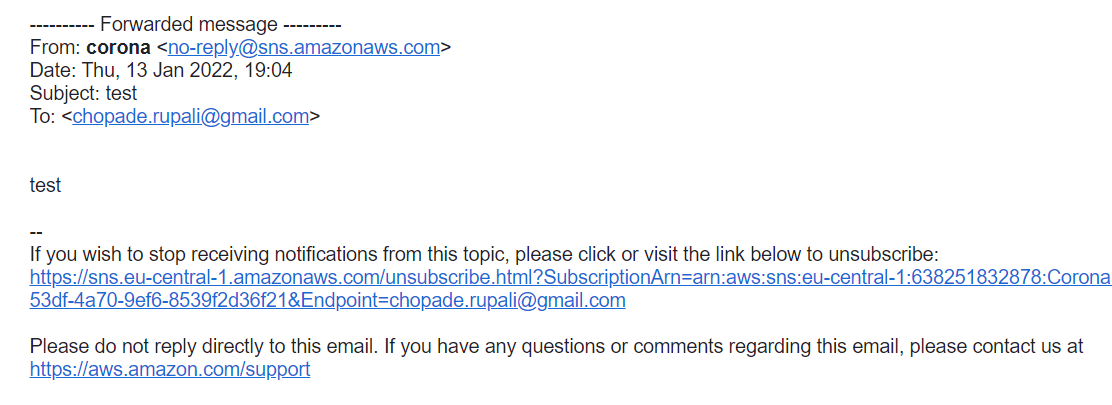 ---------- Forwarded message ---------
From: corona <no-reply@sns.amazonaws.com>
Date: Thu, 13 Jan 2022, 19:04
Subject: test
To: <chopade.rupali@gmail.com>
test
--
If you wish to stop receiving notifications from this topic, please click or visit the link below to unsubscribe:
https://sns.eu-central-1.amazonaws.com/unsubscribe.html?SubscriptionArn=arn:aws:sns:eu-central-1:638251832878:Corona
53df-4a70-9ef6-8539f2d36f21&Endpoint=chopade.rupali@gmail.com
Please do not reply directly to this email. If you have any questions or comments regarding this email, please contact us at
https://aws.amazon.com/support